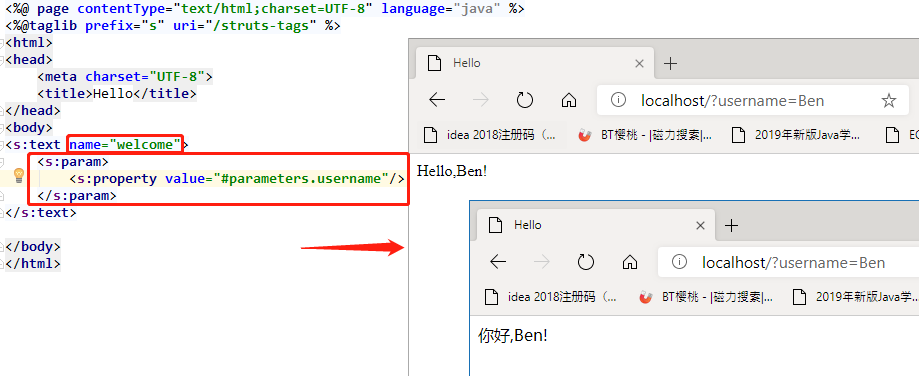 <%@ page contentType="text/html;charset=UTF-8" language="java" %>
<%@taglib prefix="s" uri="/struts-tags" %>
<html>
<head>
<meta charset="UTF-8">
<title>Hello</title>
</head>
<body>
<s:text name="welcome">
<s:param>
<s:property value="#parameters.username"/>
</s:param>
</s:text>
</body>
</html>
Hello
localhost/?username=Ben
idea 2018注册码（... BT樱桃 - |磁力搜索|... 2019年新版Java学...
Hello,Ben!
Hello
localhost/?username=Ben
idea 2018注册码（... BT樱桃 - |磁力搜索|... 2019年新版Java学...
你好,Ben!